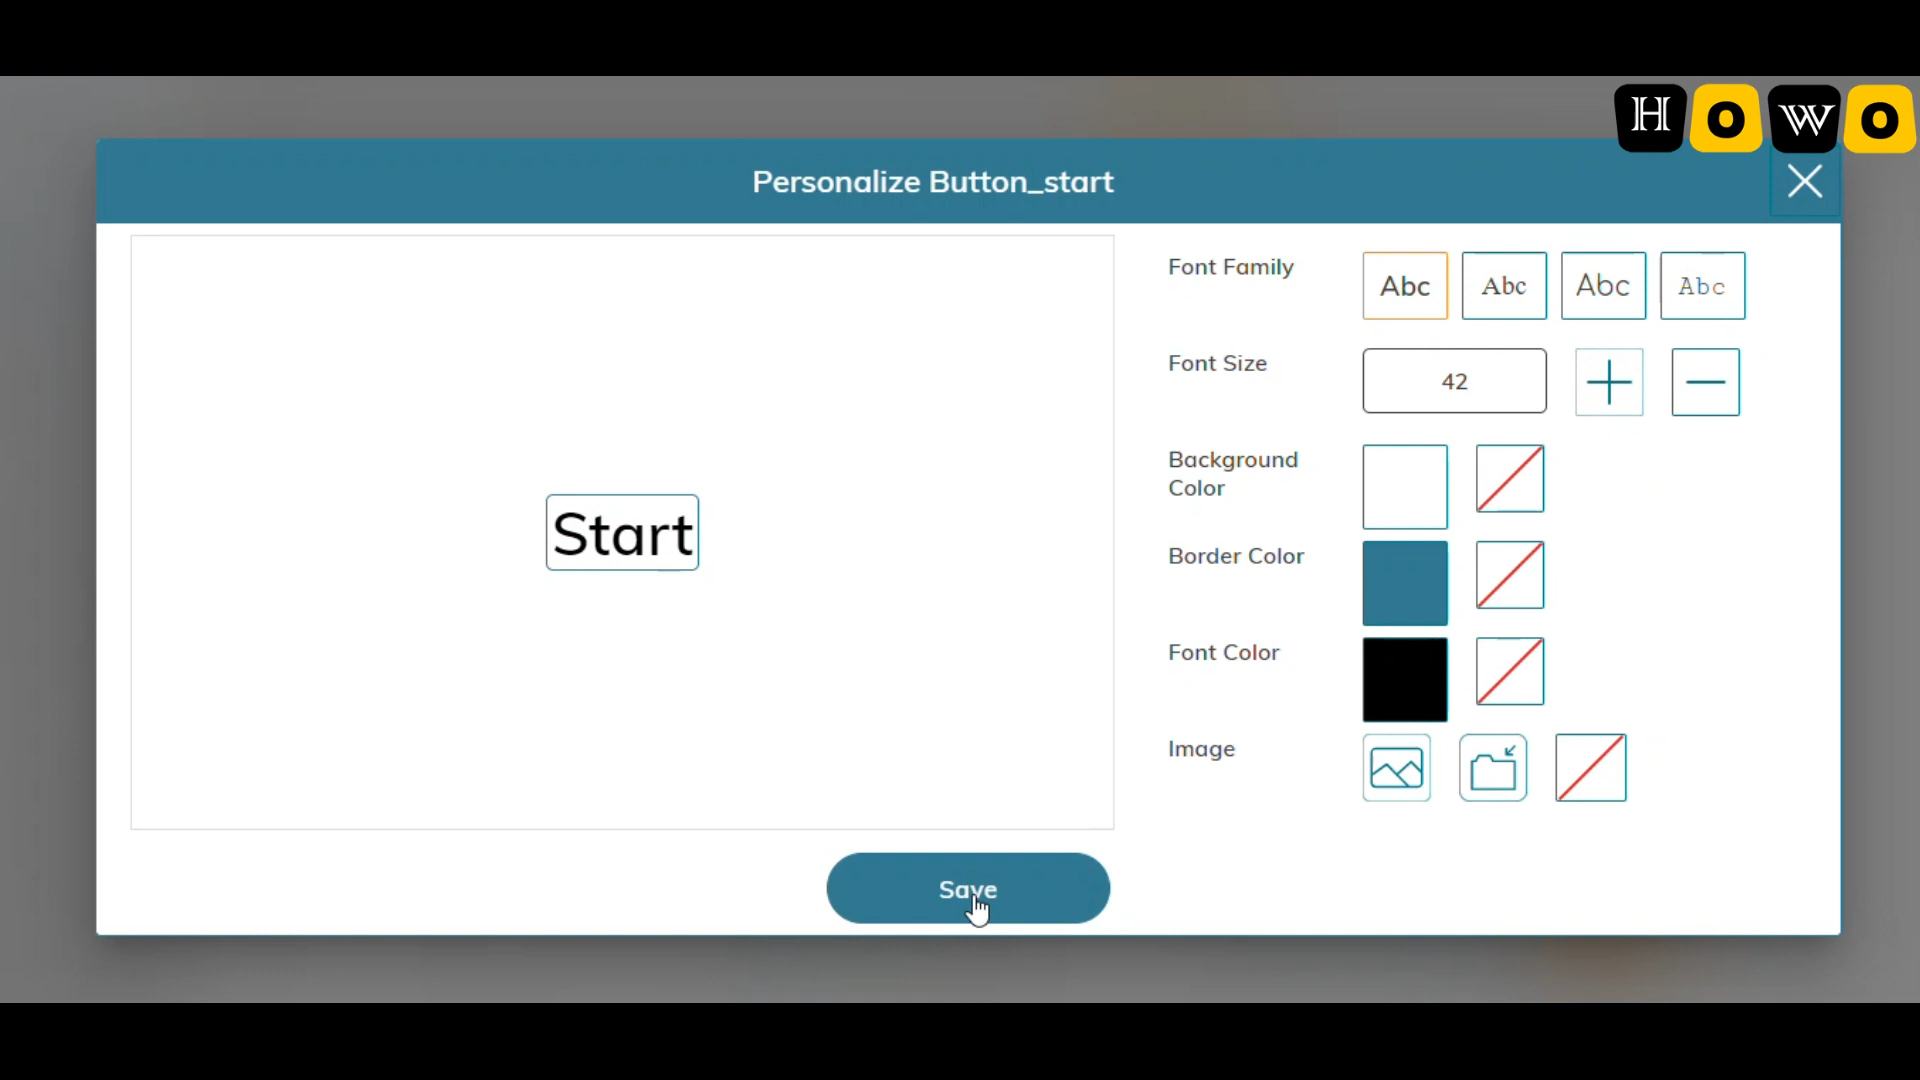 HOWO
Personalize Button_start
Font Family
Abc
Abc
Abc
Abc
Font Size
42
Start
Background
Color
Border Color
Font Color
Image
Save